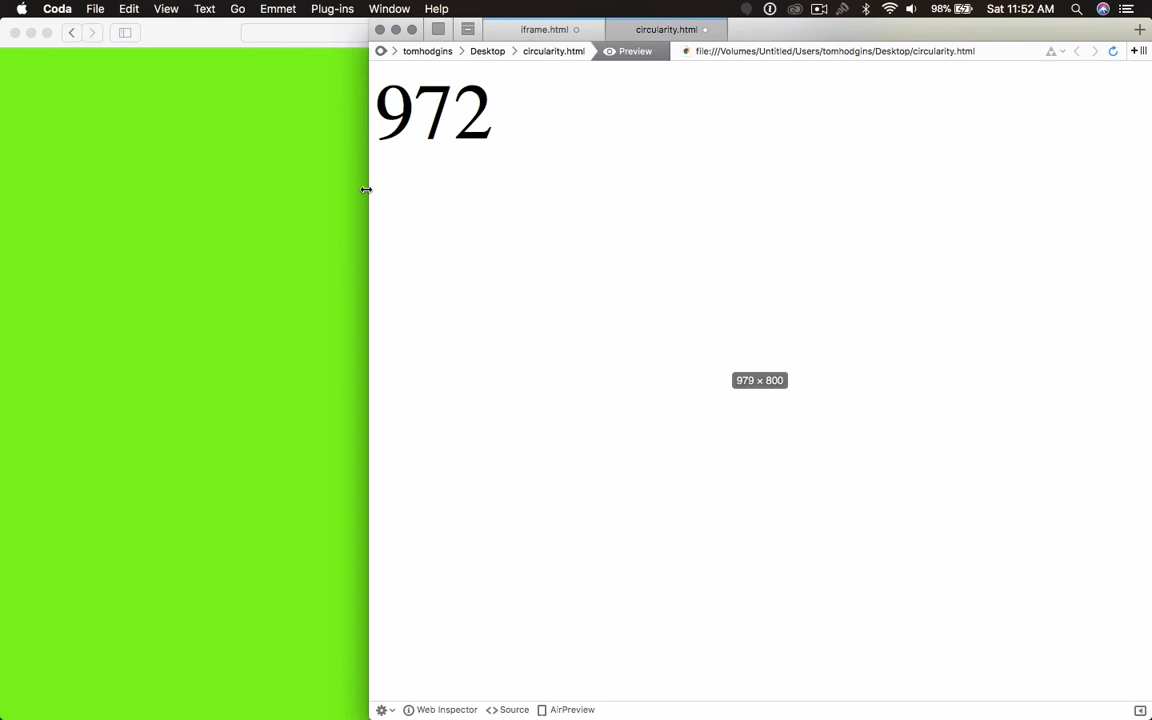 Coda File Edit View Text Go Emmet Plug-ins Window Help 98% Sat 11:52 AM
iframe.html circularity.html
tomhodgins Desktop circularity.html Preview file:///Volumes/Untitled/Users/tomhodgins/Desktop/circularity.html
972
979 × 800
Web Inspector Source AirPreview